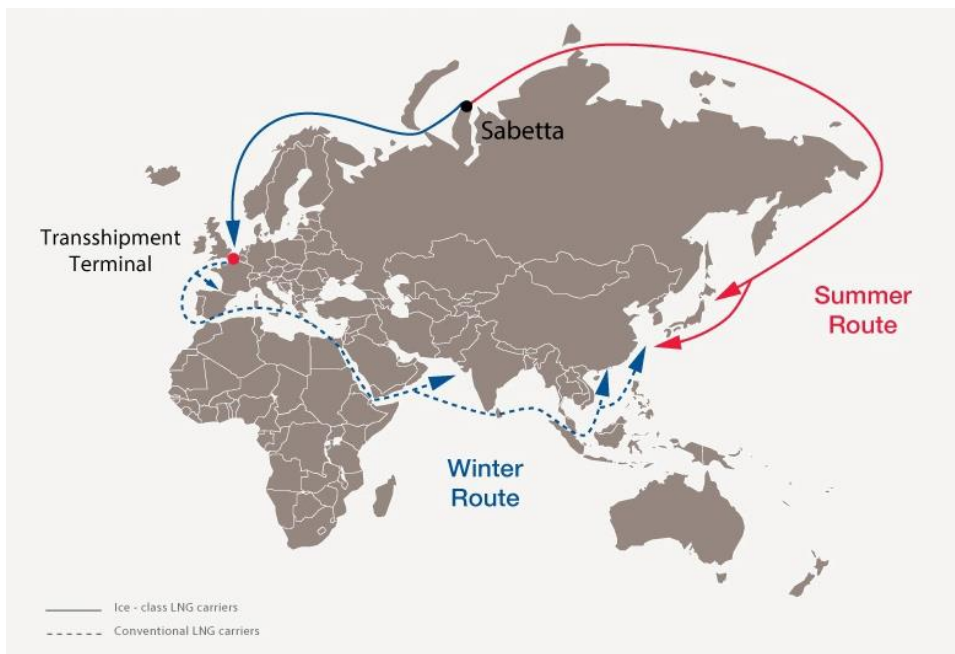 Sabetta
Transshipment
Terminal
Summer
Route
Winter
Route
Ice - class LNG carriers
Conventional LNG carriers